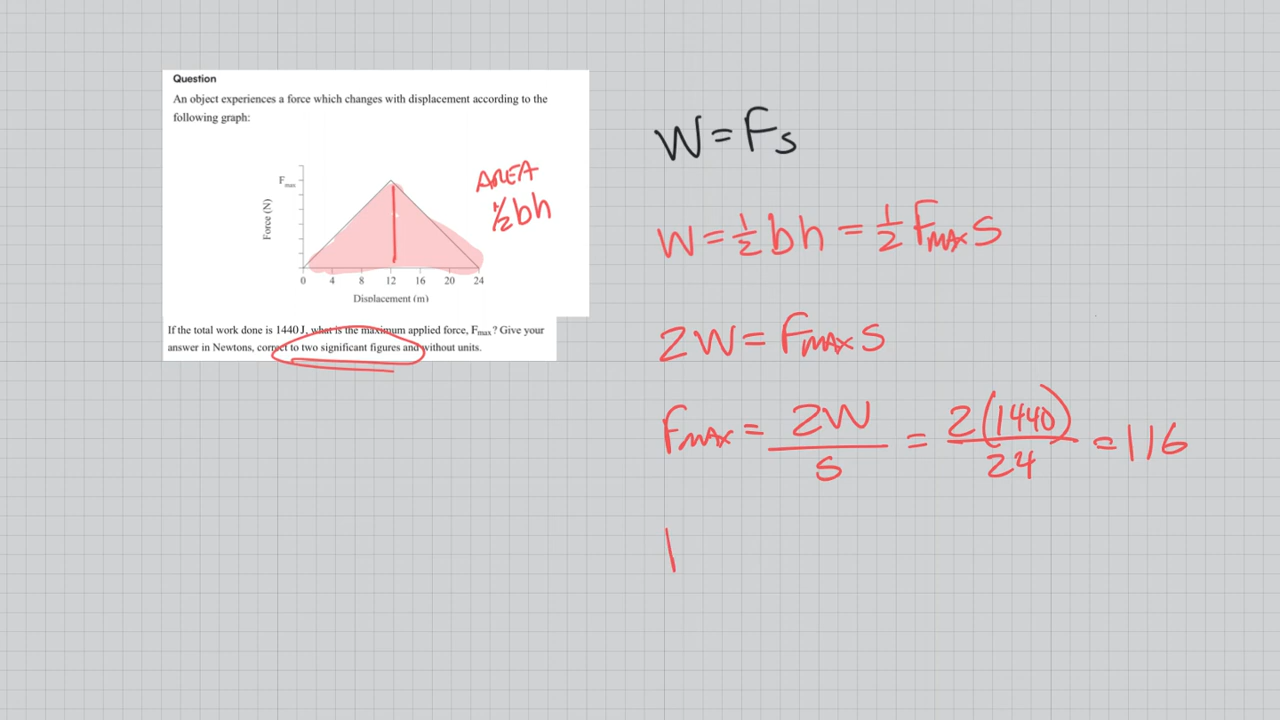 Question
An object experiences a force which changes with displacement according to the
following graph:
F max
Force (N)
0 4 8 12 16 20 24
Displacement (m)
AREA
½bh
If the total work done is 1440 J, what is the maximum applied force, Fmax? Give your
answer in Newtons, correct to two significant figures and without units.
W = Fs
W = ½ bh = ½ FMAX S
2W = FMAX S
FMAX = 2W / S = 2(1440) / 24 = 116
1